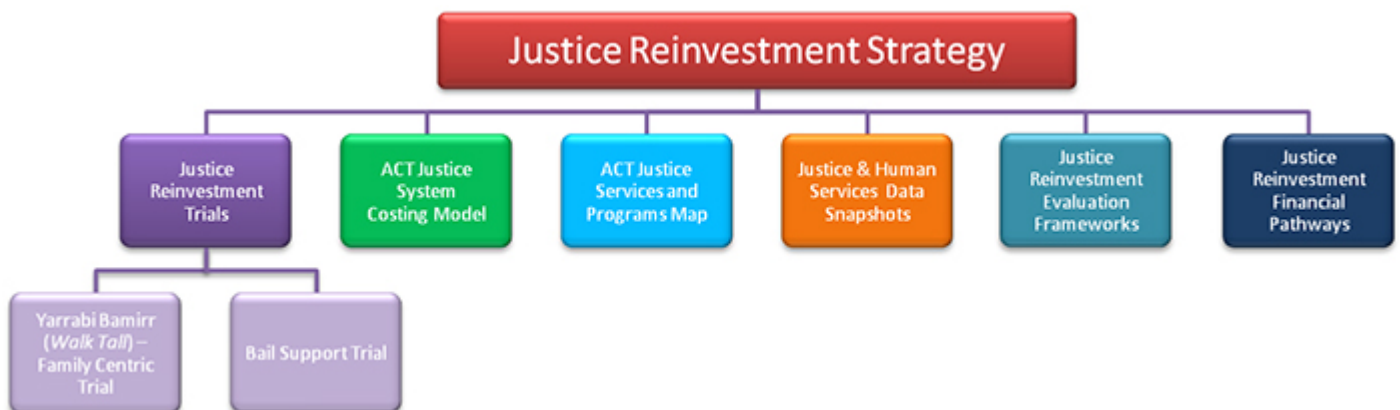 Justice Reinvestment Strategy
Justice
Reinvestment
Trials
ACT Justice
System
Costing Model
ACT Justice
Services and
Programs Map
Justice & Human
Services Data
Snapshots
Justice
Reinvestment
Evaluation
Frameworks
Justice
Reinvestment
Financial
Pathways
Yarrabi Bamirr
(Walk Tall) –
Family Centric
Trial
Bail Support Trial